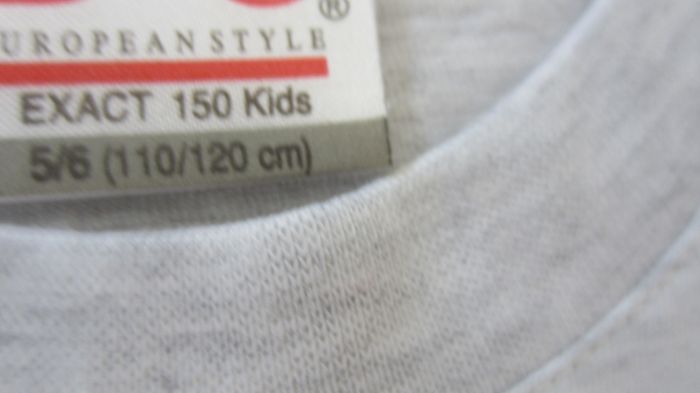 ®
UROPEAN STYLE
EXACT 150 Kids
5/6 (110/120 cm)